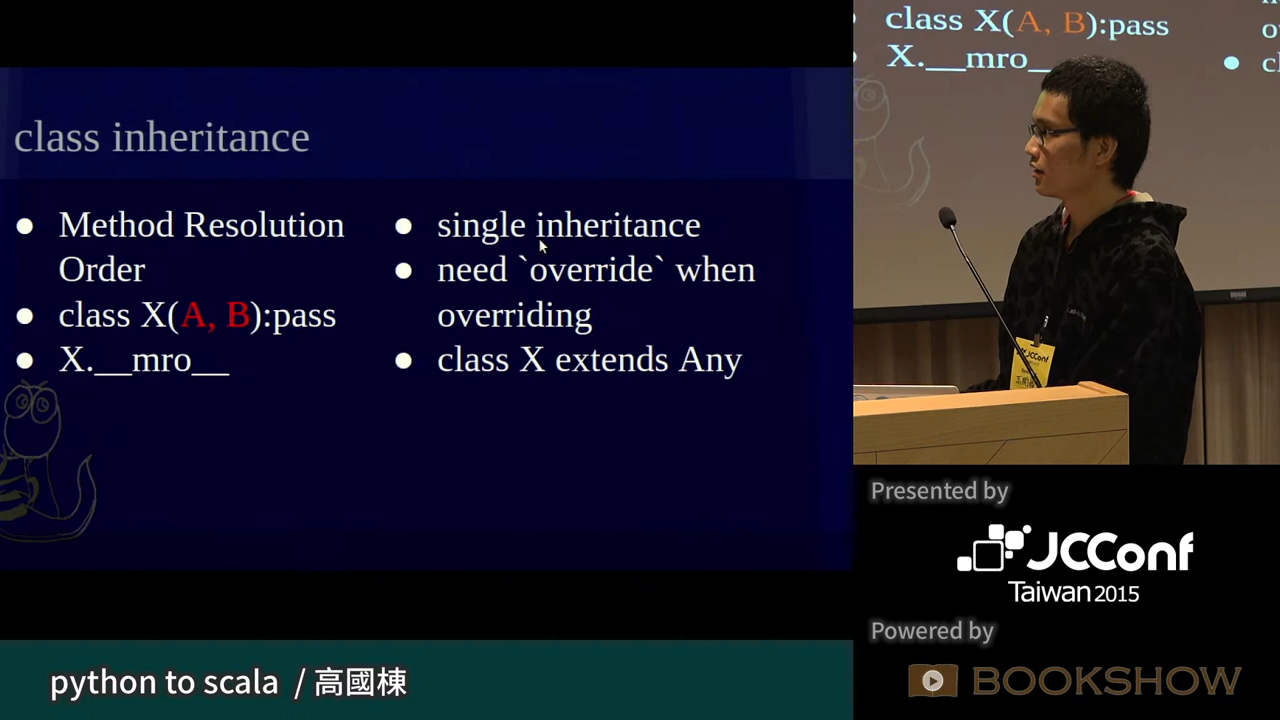 class inheritance
● Method Resolution
Order
● class X(A, B):pass
● X.__mro__
● single inheritance
● need `override` when
overriding
● class X extends Any
class X(A, B):pass
X.__mro__
JCConf
Presented by
JCConf
Taiwan 2015
Powered by
BOOKSHOW
python to scala / 高國棟